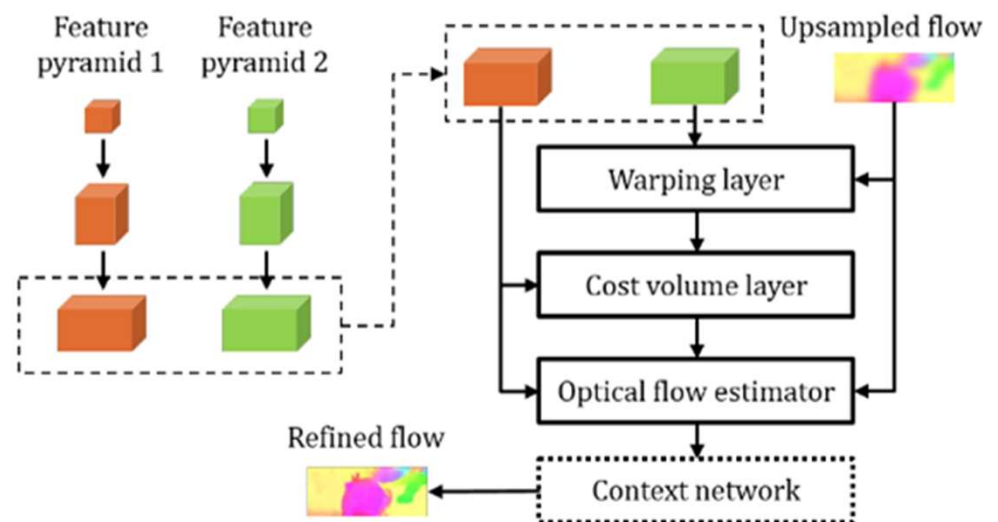 Feature
pyramid 1
Feature
pyramid 2
Upsampled flow
Warping layer
Cost volume layer
Optical flow estimator
Refined flow
Context network